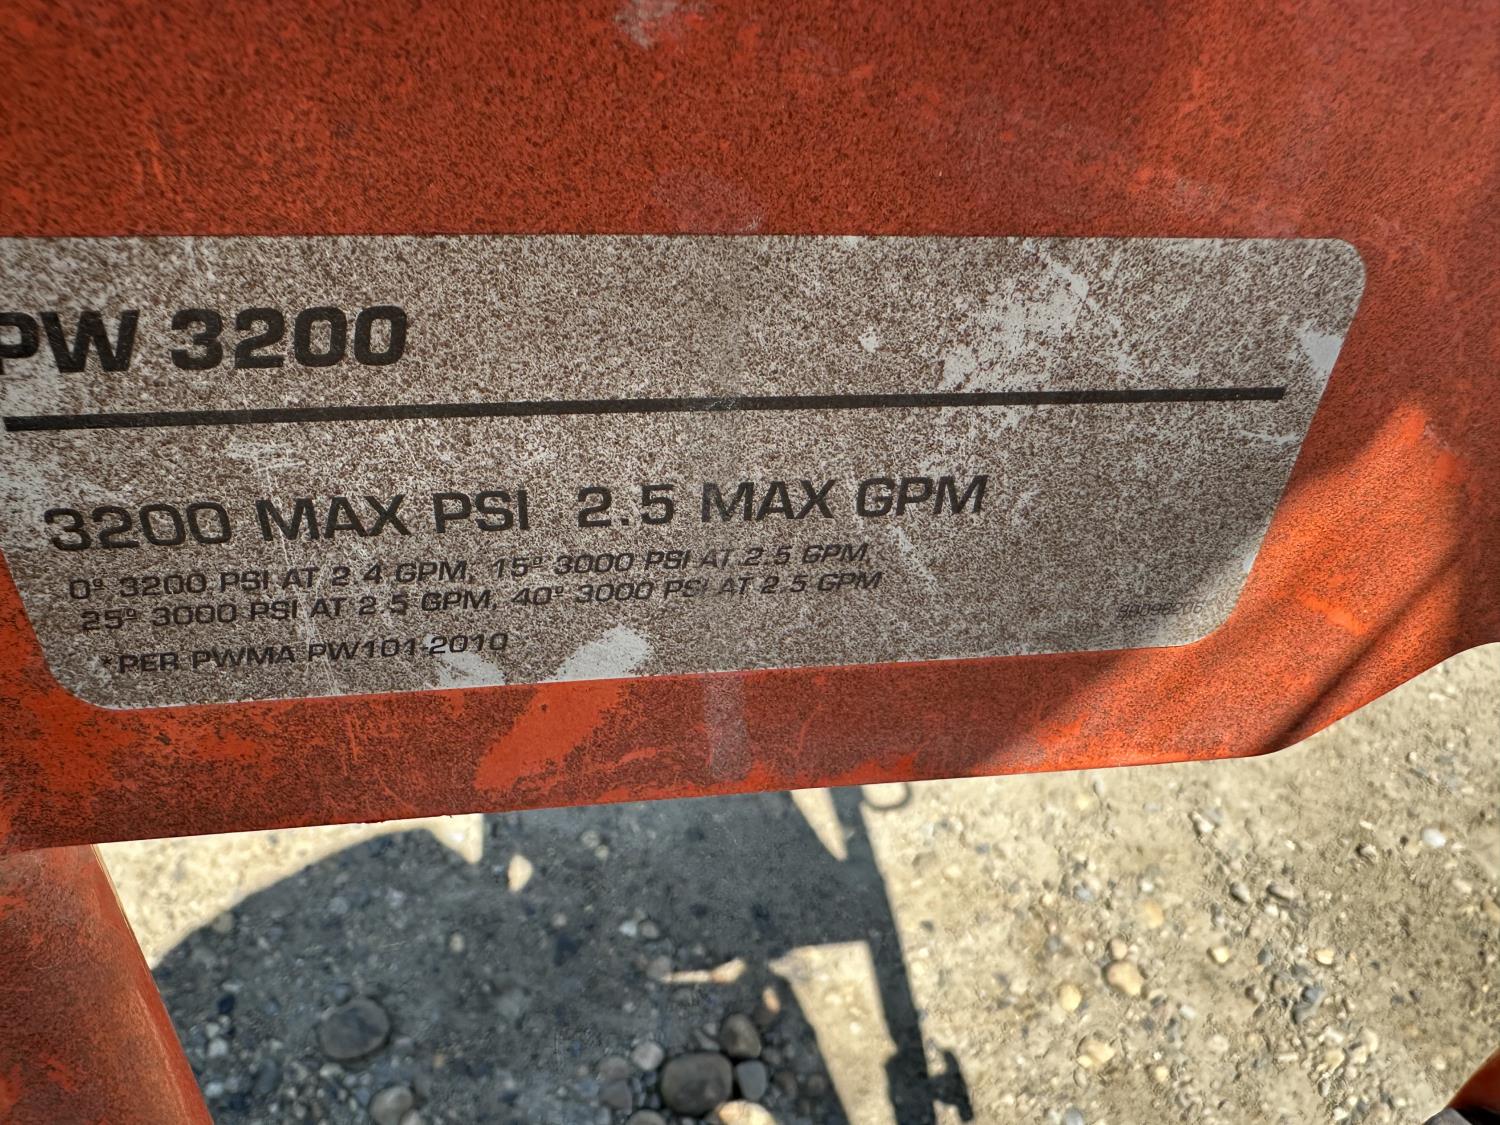 PW 3200
3200 MAX PSI 2.5 MAX GPM
0º 3200 PSI AT 2.4 GPM, 15º 3000 PSI AT 2.5 GPM,
25º 3000 PSI AT 2.5 GPM, 40º 3000 PSI AT 2.5 GPM
*PER PWMA PW101-2010